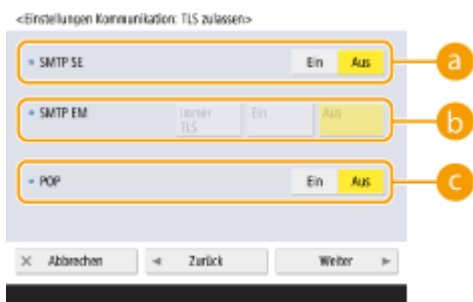 <Einstellungen Kommunikation: TLS zulassen>
SMTP SE Ein Aus a
SMTP EM Immer TLS Ein Aus b
POP Ein Aus c
× Abbrechen ◄ Zurück Weiter ►